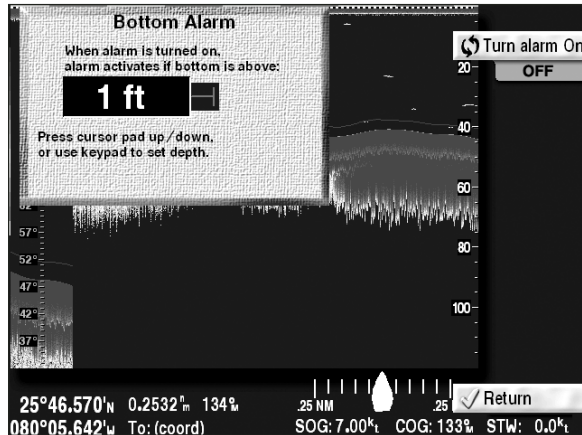 Bottom Alarm
When alarm is turned on,
alarm activates if bottom is above:
1 ft
Press cursor pad up/down,
or use keypad to set depth.
Turn alarm On
OFF
20
40
60
80
100
62
57°
52°
47°
42°
37°
25°46.570'N 0.2532nm 134°M
080°05.642'W To: (coord)
.25 NM .25
SOG: 7.00kt COG: 133°M STW: 0.0kt
Return